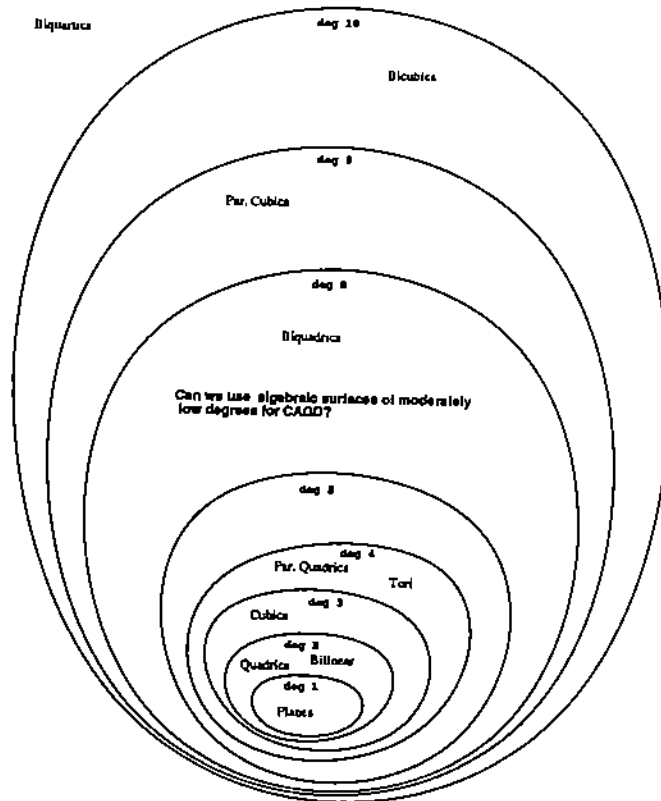 Biquartics
deg 10
Bicubics
deg 9
Par. Cubics
deg 8
Biquadrics
Can we use algebraic surfaces of moderately
low degrees for CAGD?
deg 5
deg 4
Par. Quadrics
Tori
deg 3
Cubics
deg 2
Quadrics Bilinear
deg 1
Planes